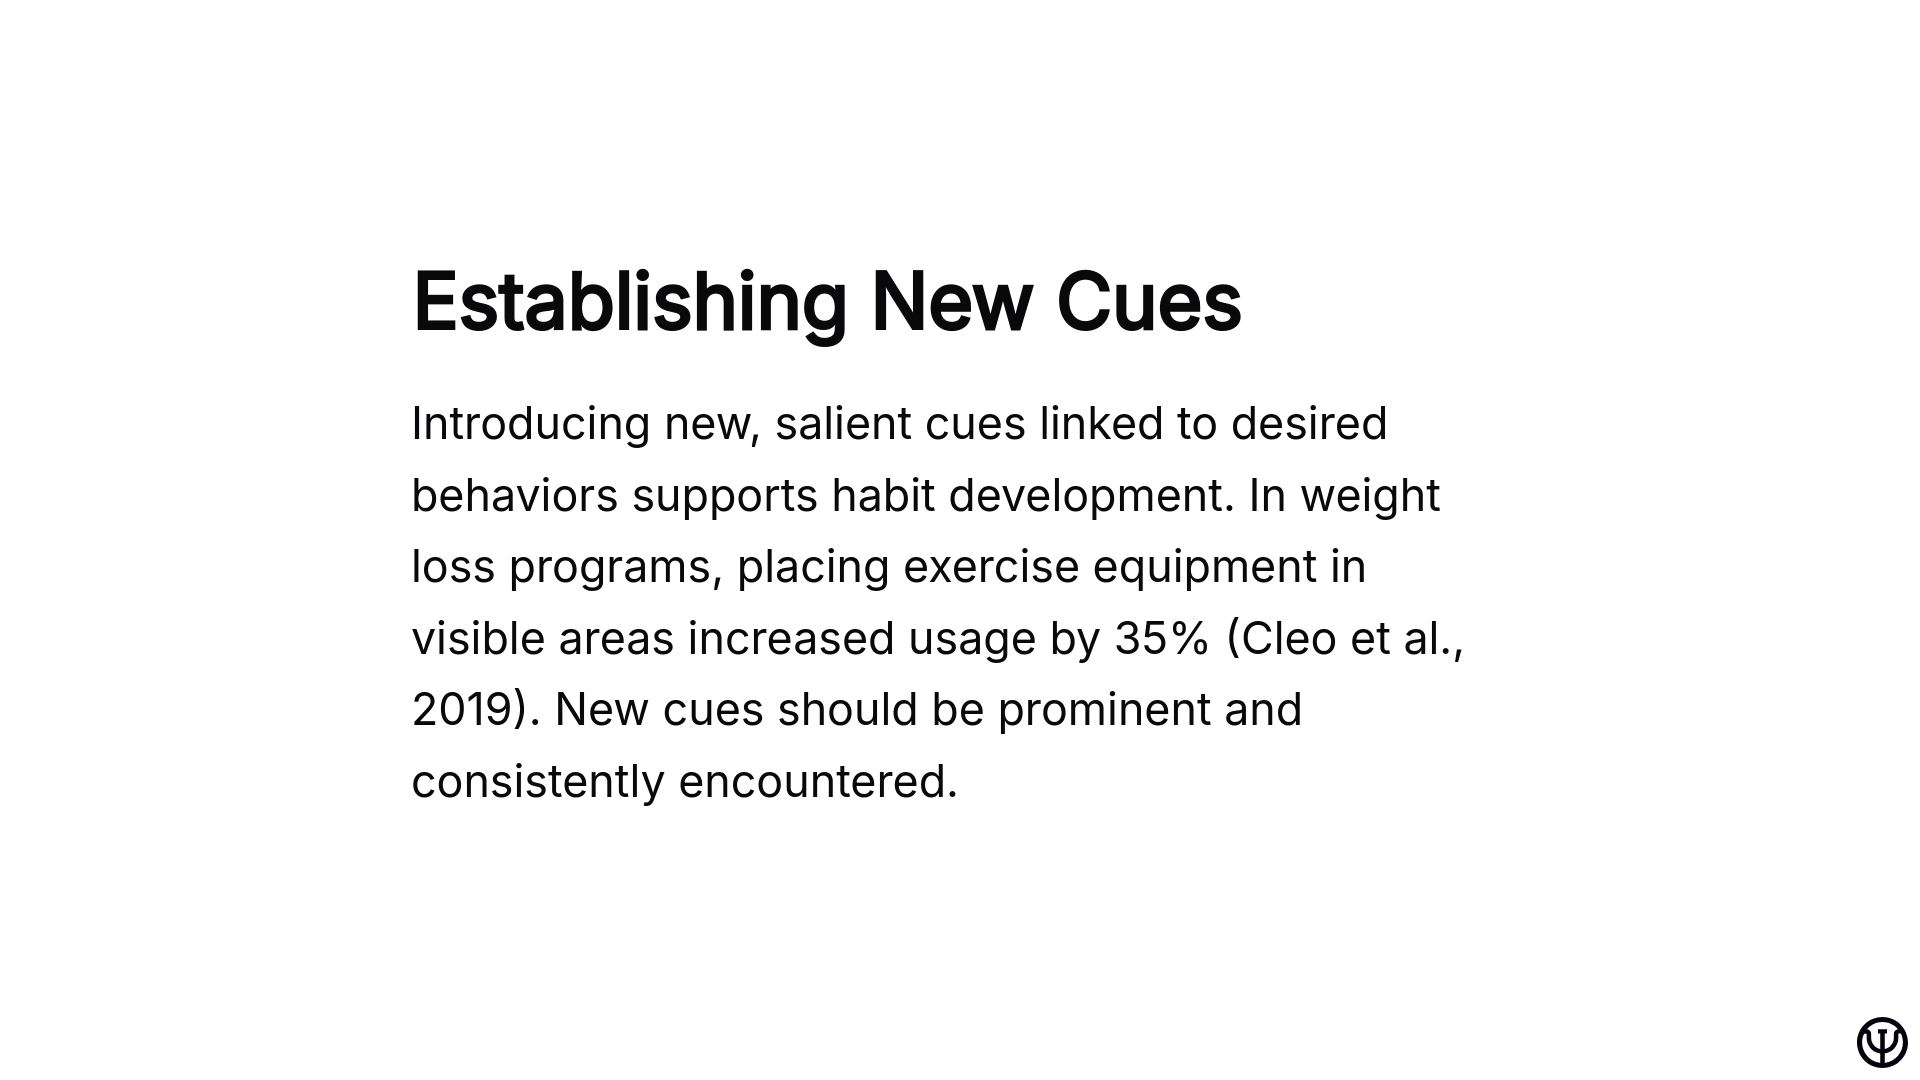 Establishing New Cues
Introducing new, salient cues linked to desired
behaviors supports habit development. In weight
loss programs, placing exercise equipment in
visible areas increased usage by 35% (Cleo et al.,
2019). New cues should be prominent and
consistently encountered.